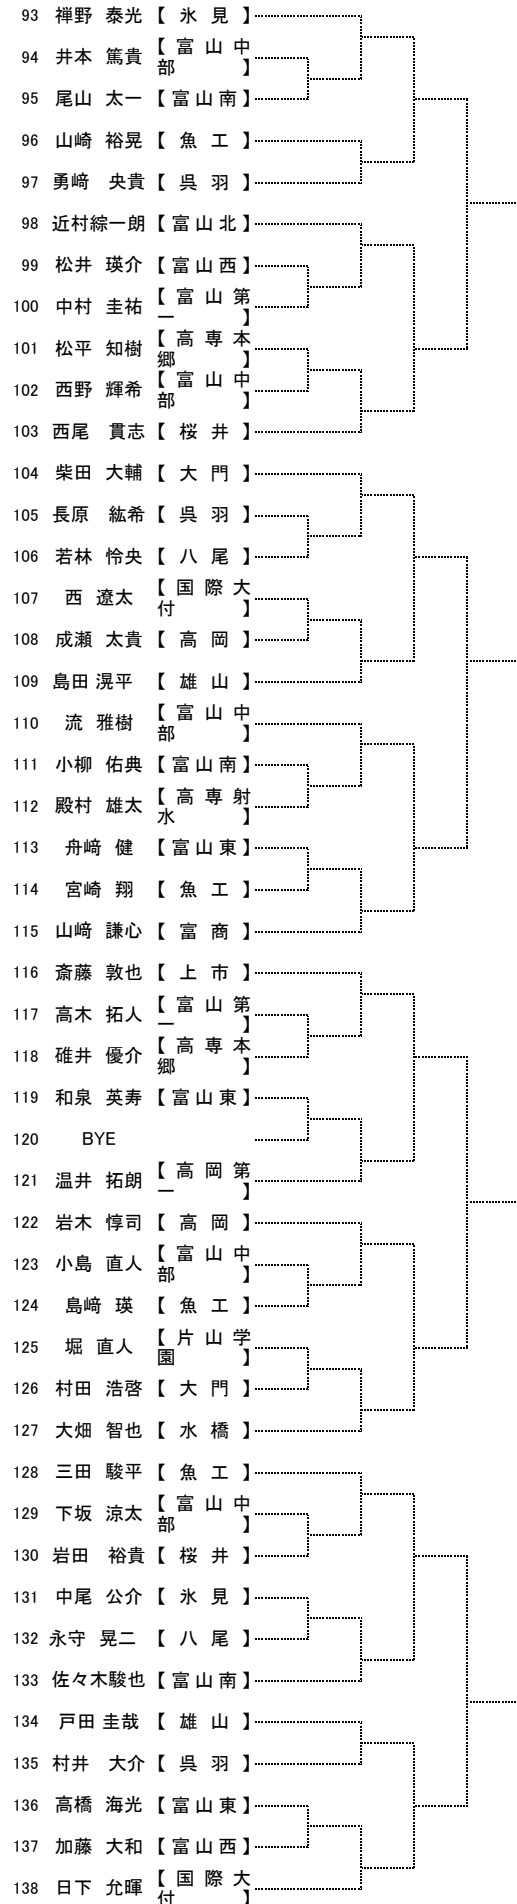 93 禅野 泰光 【 氷 見 】
94 井本 篤貴 【 富 山 中 部 】
95 尾山 太一 【 富 山 南 】
96 山崎 裕晃 【 魚 工 】
97 勇﨑 央貴 【 呉 羽 】
98 近村綜一朗 【 富 山 北 】
99 松井 瑛介 【 富 山 西 】
100 中村 圭祐 【 富 山 第 一 】
101 松平 知樹 【 高 専 本 郷 】
102 西野 輝希 【 富 山 中 部 】
103 西尾 貫志 【 桜 井 】
104 柴田 大輔 【 大 門 】
105 長原 紘希 【 呉 羽 】
106 若林 怜央 【 八 尾 】
107 西 遼太 【 国 際 大 付 】
108 成瀬 太貴 【 高 岡 】
109 島田 滉平 【 雄 山 】
110 流 雅樹 【 富 山 中 部 】
111 小柳 佑典 【 富 山 南 】
112 殿村 雄太 【 高 専 射 水 】
113 舟﨑 健 【 富 山 東 】
114 宮崎 翔 【 魚 工 】
115 山﨑 謙心 【 富 商 】
116 斎藤 敦也 【 上 市 】
117 高木 拓人 【 富 山 第 一 】
118 碓井 優介 【 高 専 本 郷 】
119 和泉 英寿 【 富 山 東 】
120 BYE
121 温井 拓朗 【 高 岡 第 一 】
122 岩木 惇司 【 高 岡 】
123 小島 直人 【 富 山 中 部 】
124 島﨑 瑛 【 魚 工 】
125 堀 直人 【 片 山 学 園 】
126 村田 浩啓 【 大 門 】
127 大畑 智也 【 水 橋 】
128 三田 駿平 【 魚 工 】
129 下坂 涼太 【 富 山 中 部 】
130 岩田 裕貴 【 桜 井 】
131 中尾 公介 【 氷 見 】
132 永守 晃二 【 八 尾 】
133 佐々木駿也 【 富 山 南 】
134 戸田 圭哉 【 雄 山 】
135 村井 大介 【 呉 羽 】
136 高橋 海光 【 富 山 東 】
137 加藤 大和 【 富 山 西 】
138 日下 允暉 【 国 際 大 付 】